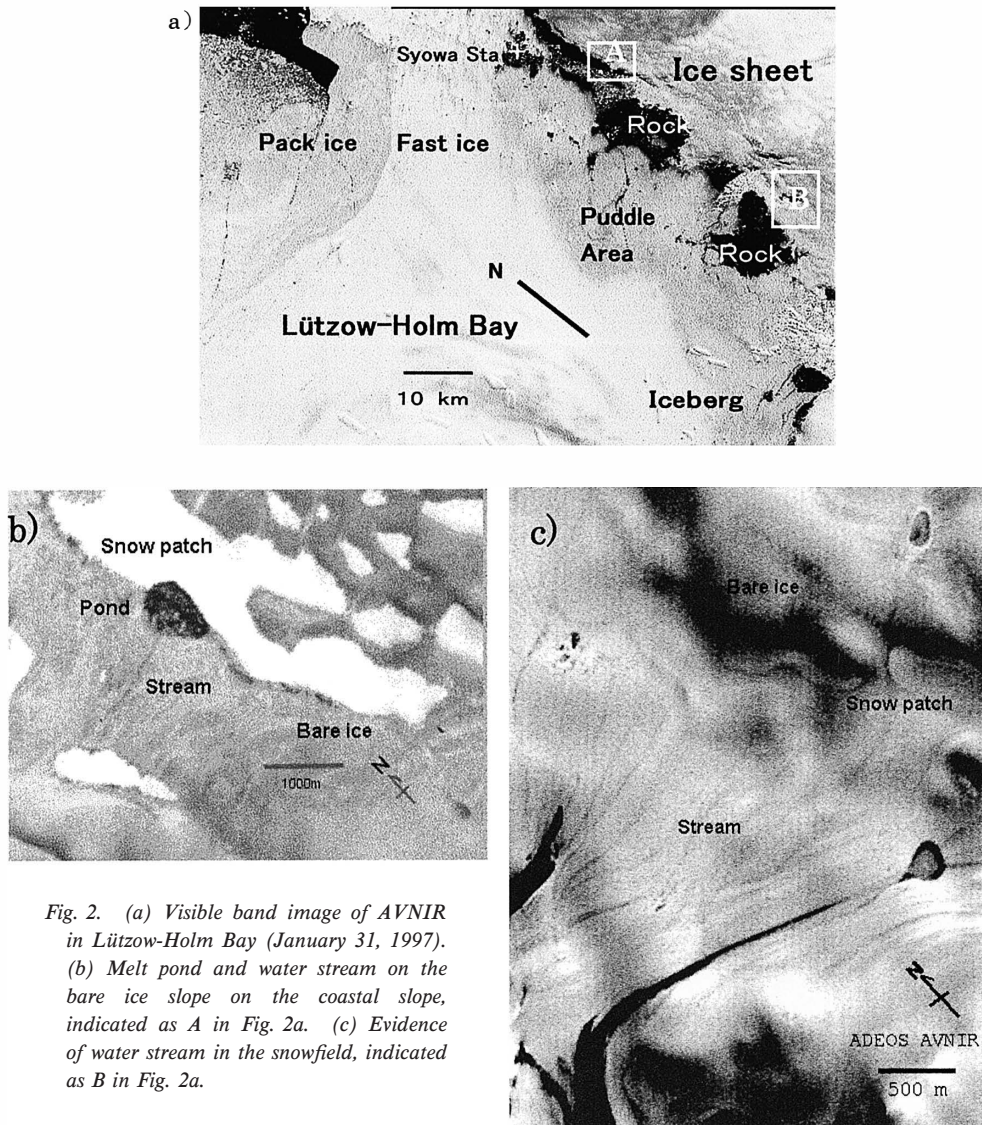 a)
Syowa Sta
A
Ice sheet
Rock
Pack ice
Fast ice
B
Puddle
Area
Rock
N
Lützow-Holm Bay
10 km
Iceberg
b)
Snow patch
Pond
Stream
Bare ice
1000m
N
c)
Bare ice
Snow patch
Stream
N
ADEOS AVNIR
500 m
Fig. 2. (a) Visible band image of AVNIR
in Lützow-Holm Bay (January 31, 1997).
(b) Melt pond and water stream on the
bare ice slope on the coastal slope,
indicated as A in Fig. 2a. (c) Evidence
of water stream in the snowfield, indicated
as B in Fig. 2a.